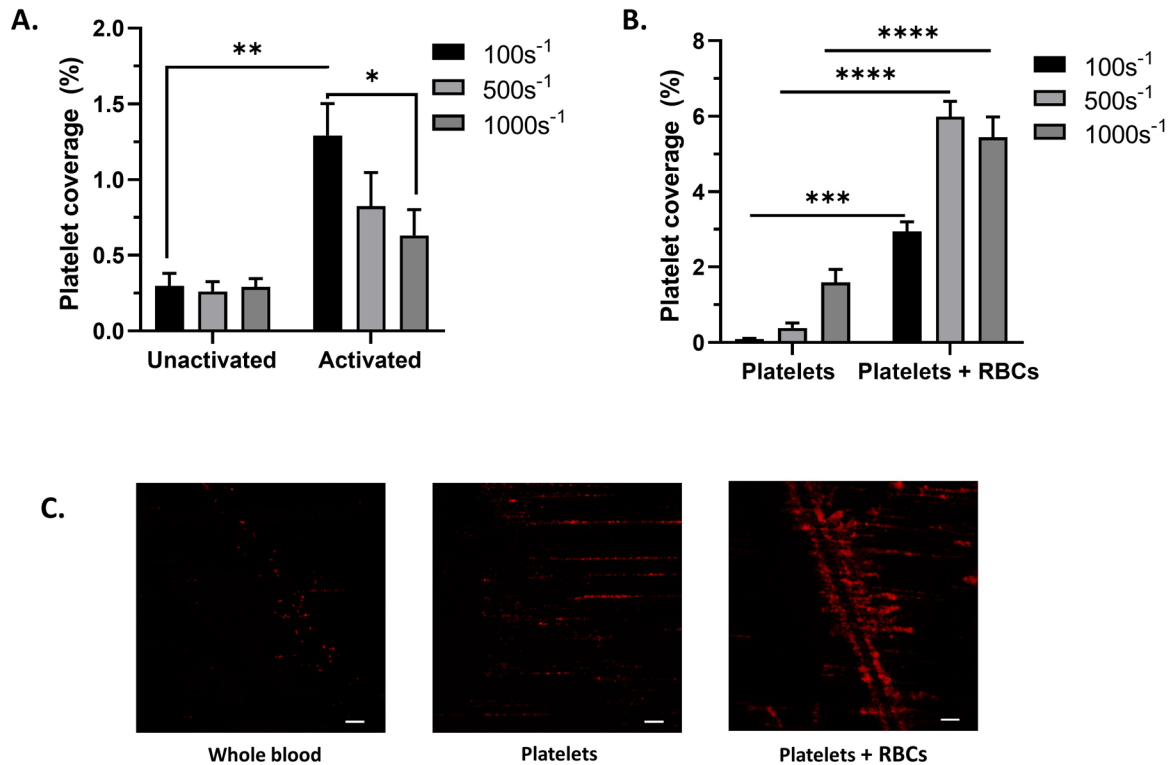 A.
Platelet coverage (%)
2.0
1.5
1.0
0.5
0.0
**
*
100s⁻¹
500s⁻¹
1000s⁻¹
Unactivated
Activated
B.
Platelet coverage (%)
8
6
4
2
0
****
****
***
100s⁻¹
500s⁻¹
1000s⁻¹
Platelets
Platelets + RBCs
C.
Whole blood
Platelets
Platelets + RBCs